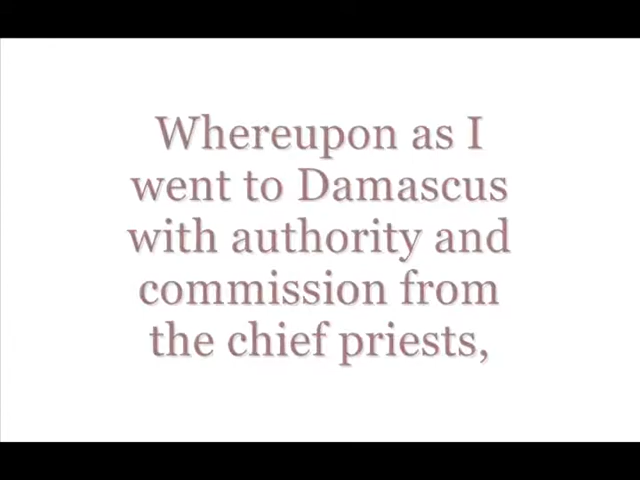 Whereupon as I
went to Damascus
with authority and
commission from
the chief priests,